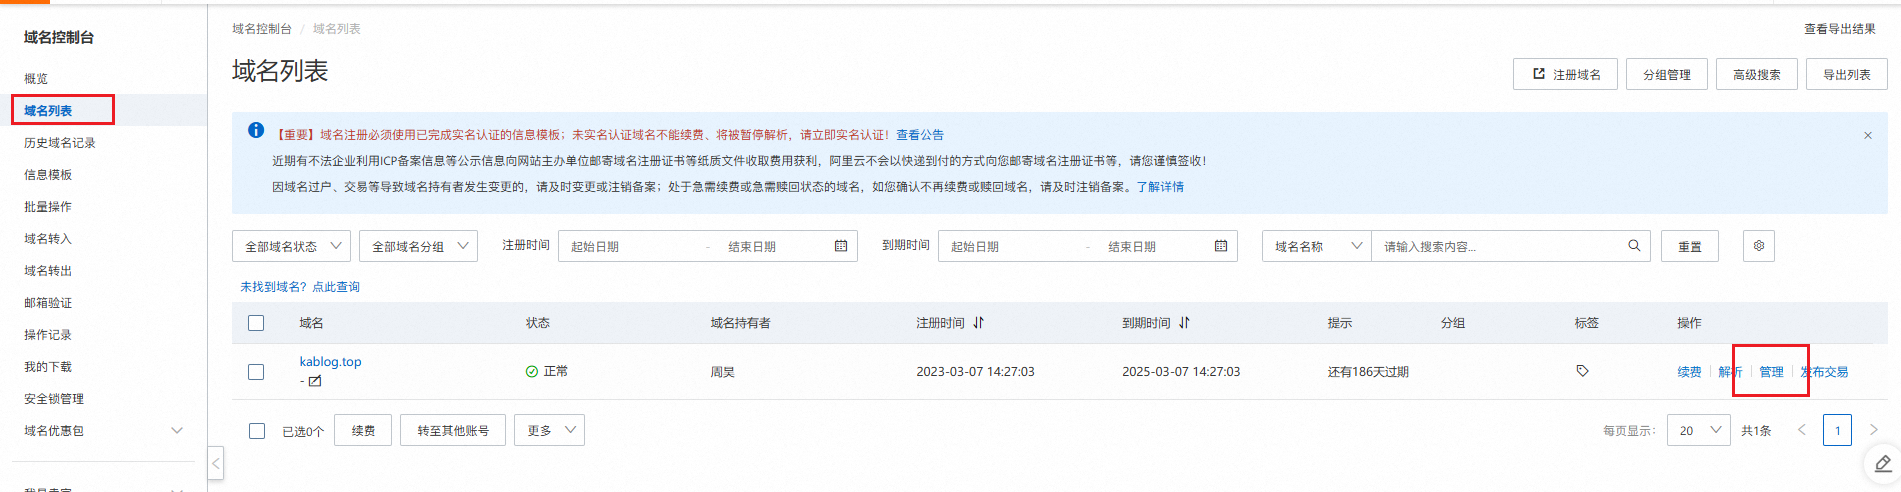 域名控制台
概览
域名列表
历史域名记录
信息模板
批量操作
域名转入
域名转出
邮箱验证
操作记录
我的下载
安全锁管理
域名优惠包
域名控制台 / 域名列表
查看导出结果
域名列表
注册域名 分组管理 高级搜索 导出列表
【重要】域名注册必须使用已完成实名认证的信息模板；未实名认证域名不能续费、将被暂停解析，请立即实名认证！查看公告
近期有不法企业利用ICP备案信息等公示信息向网站主办单位邮寄域名注册证书等纸质文件收取费用获利，阿里云不会以快递到付的方式向您邮寄域名注册证书等，请您谨慎签收！
因域名过户、交易等导致域名持有者发生变更的，请及时变更或注销备案；处于急需续费或急需赎回状态的域名，如您确认不再续费或赎回域名，请及时注销备案。了解详情
全部域名状态 全部域名分组 注册时间 起始日期 - 结束日期 到期时间 起始日期 - 结束日期 域名名称 请输入搜索内容... 重置
未找到域名？点此查询
域名 状态 域名持有者 注册时间 到期时间 提示 分组 标签 操作
kablog.top 正常 周昊 2023-03-07 14:27:03 2025-03-07 14:27:03 还有186天过期 续费 解析 管理 发布交易
-
已选0个 续费 转至其他账号 更多 每页显示： 20 共1条 1